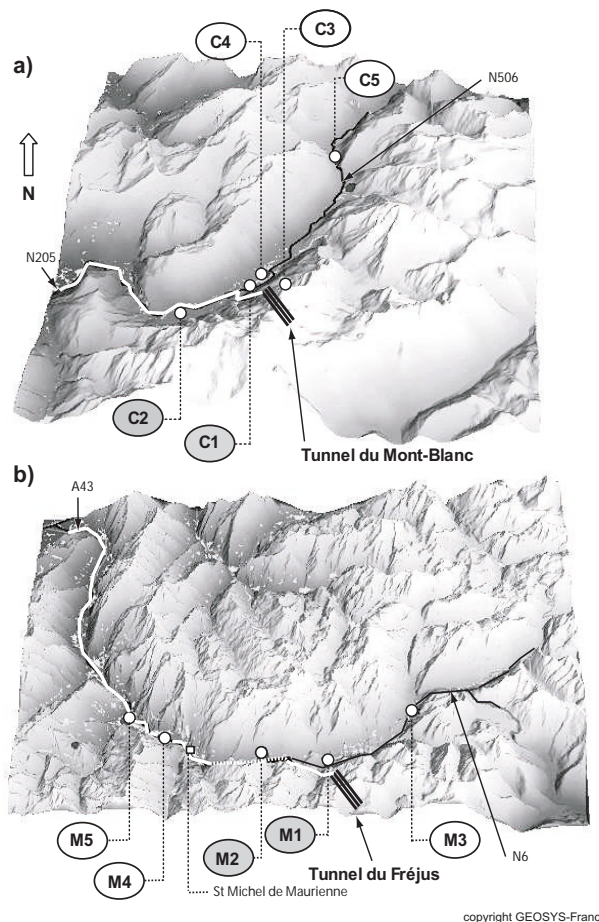 a)
C4
C3
C5
N506
N
N205
C2
C1
Tunnel du Mont-Blanc
b)
A43
M5
M4
M2
M1
M3
Tunnel du Fréjus
N6
St Michel de Maurienne
copyright GEOSYS-Franc